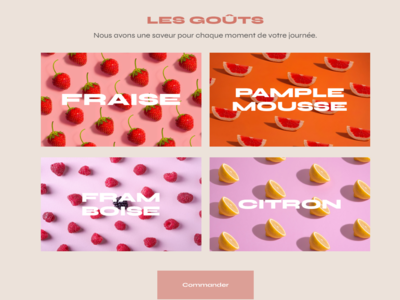 LES GOÛTS
Nous avons une saveur pour chaque moment de votre journée.
FRAISE
PAMPLE
MOUSSE
FRAM
BOISE
CITRON
Commander